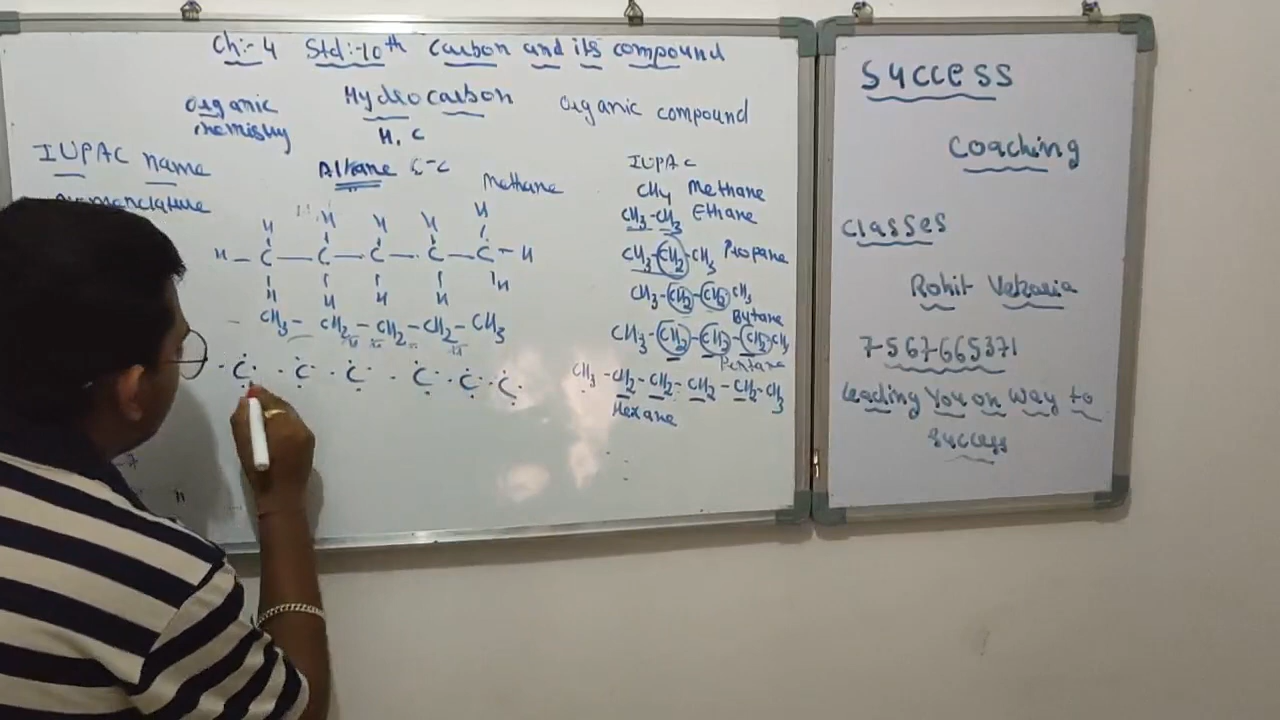 Ch:- 4 Std:-10th Carbon and its compound
Organic chemistry
Hydrocarbon
H, C
Organic compound
IUPAC name
Nomenclature
Alkane C-C
Methane
H H H H H
H - C - C - C - C - C - H
H H H H H
CH3 - CH2 - CH2 - CH2 - CH3
C C C C C C
IUPAC
CH4 Methane
CH3-CH3 Ethane
CH3-CH2-CH3 Propane
CH3-CH2-CH2 CH3
Bytane
CH3-CH2-CH2-CH2-CH3
Pentane
CH3 -CH2-CH2-CH2-CH2-CH3
Hexane
Success
Coaching
Classes
Rohit Vekaria
7567665371
Leading You on Way to
Success